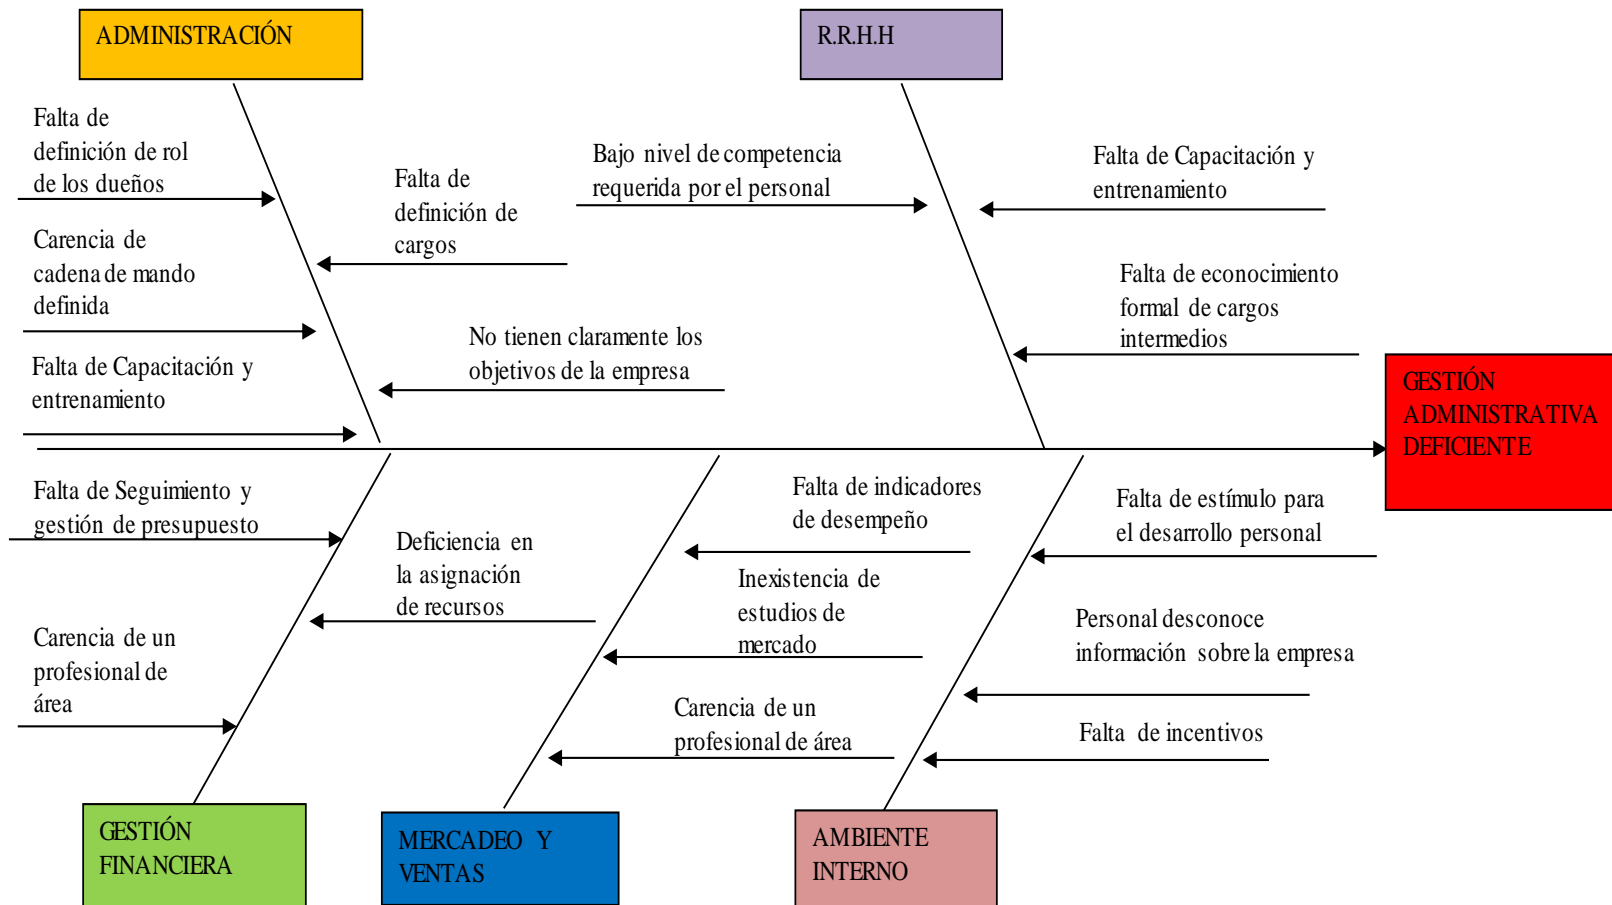 ADMINISTRACIÓN
R.R.H.H
Falta de
definición de rol
de los dueños
Carencia de
cadena de mando
definida
Falta de Capacitación y
entrenamiento
Falta de
definición de
cargos
No tienen claramente los
objetivos de la empresa
Bajo nivel de competencia
requerida por el personal
Falta de Capacitación y
entrenamiento
Falta de econocimiento
formal de cargos
intermedios
GESTIÓN
ADMINISTRATIVA
DEFICIENTE
Falta de Seguimiento y
gestión de presupuesto
Carencia de un
profesional de
área
Deficiencia en
la asignación
de recursos
Falta de indicadores
de desempeño
Inexistencia de
estudios de
mercado
Carencia de un
profesional de área
Falta de estímulo para
el desarrollo personal
Personal desconoce
información sobre la empresa
Falta de incentivos
GESTIÓN
FINANCIERA
MERCADEO Y
VENTAS
AMBIENTE
INTERNO